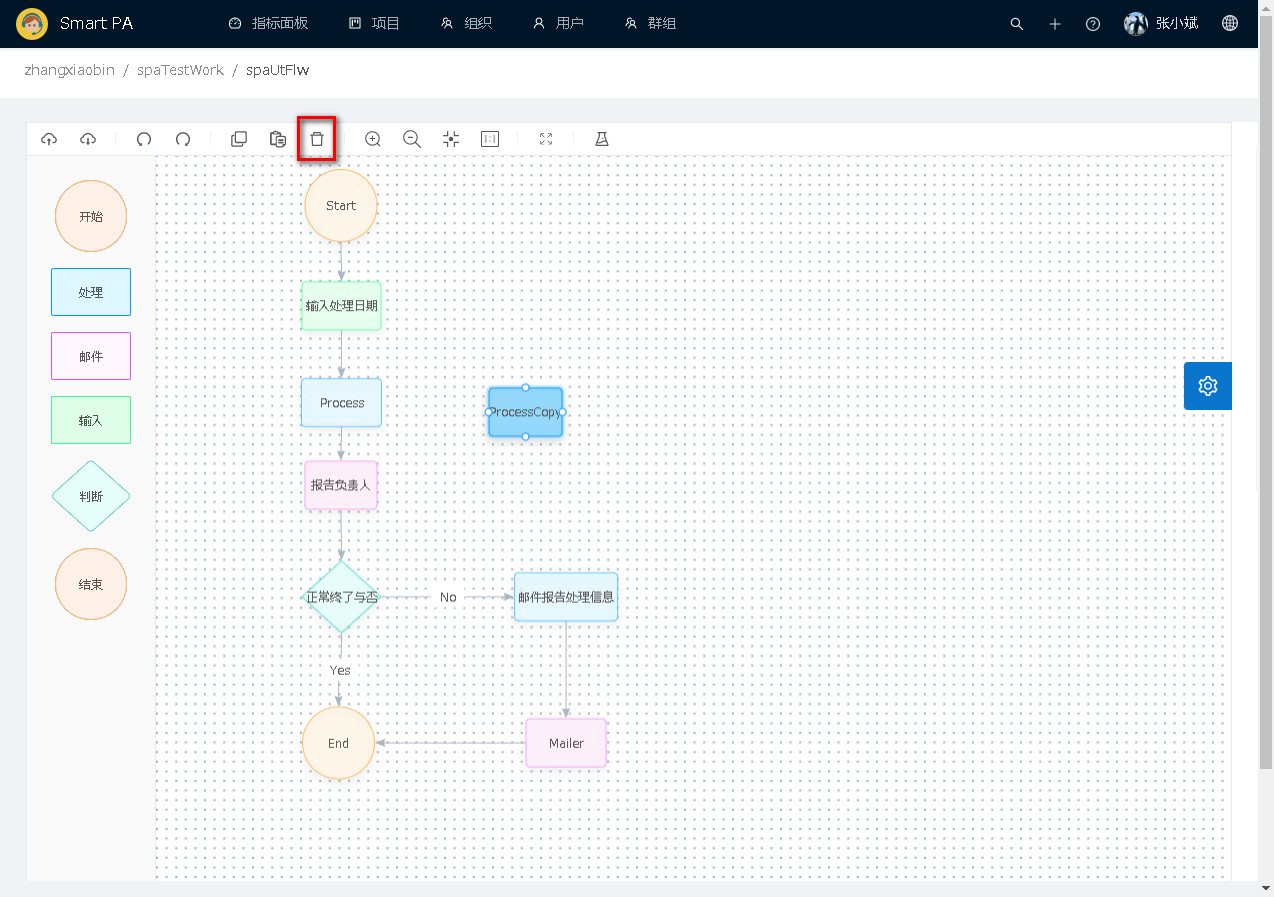 Smart PA 指标面板 项目 组织 用户 群组 张小斌
zhangxiaobin / spaTestWork / spaUtFlw
开始
处理
邮件
输入
判断
结束
Start
输入处理日期
Process
ProcessCopy
报告负责人
正常终了与否
No
邮件报告处理信息
Yes
End
Mailer